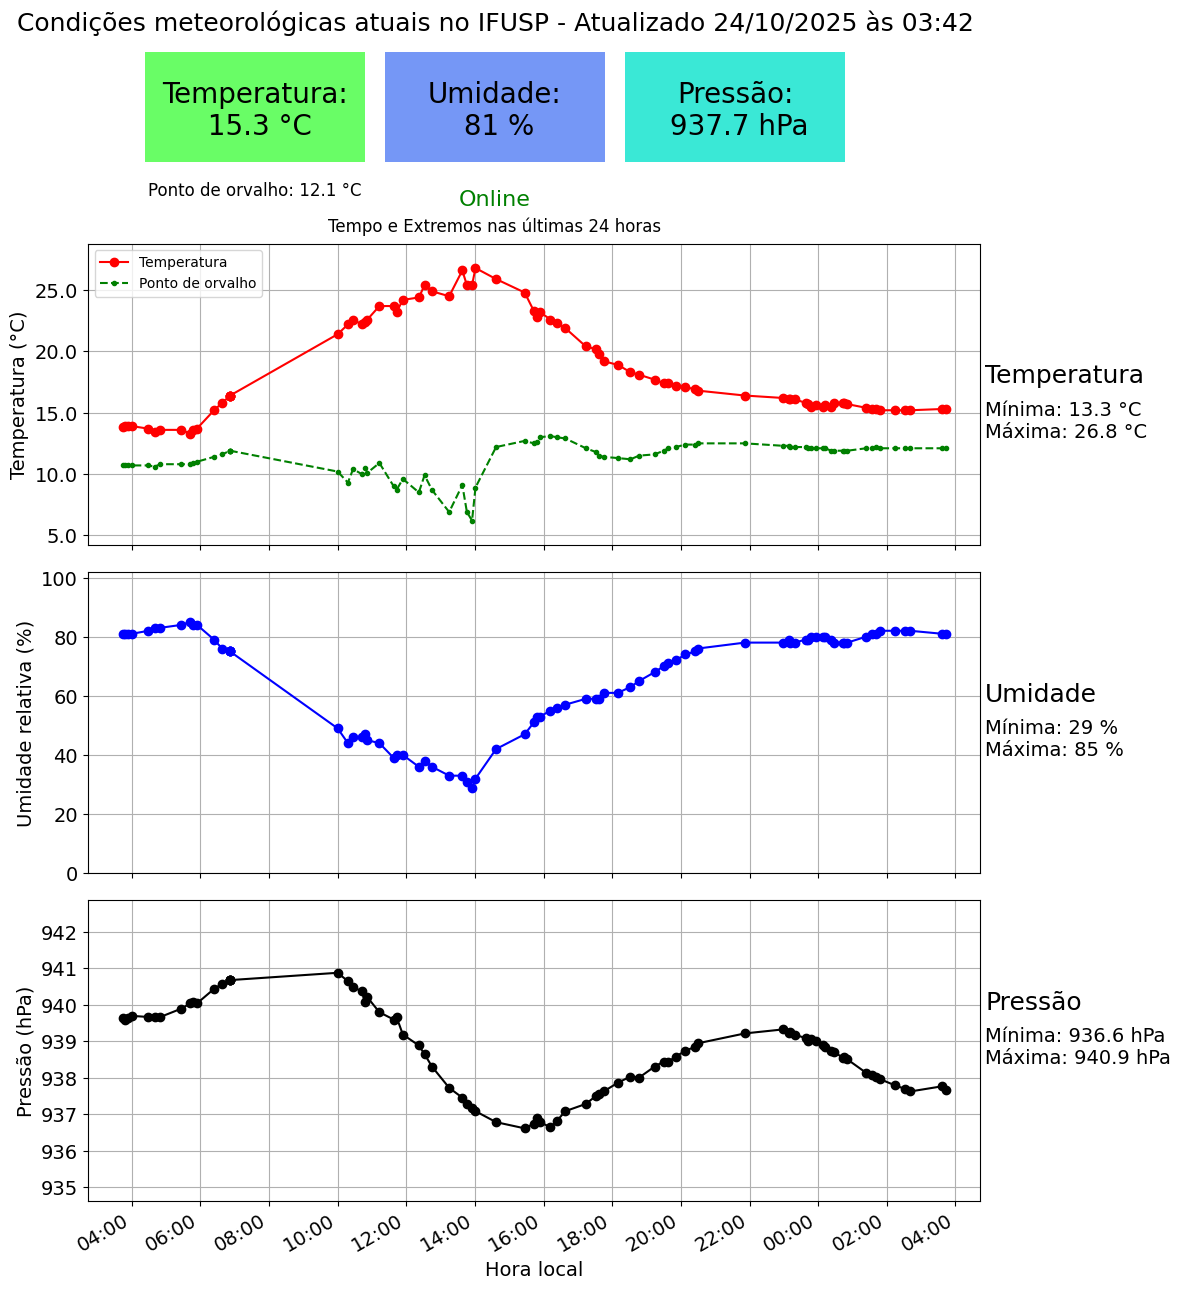 Condições meteorológicas atuais no IFUSP - Atualizado 24/10/2025 às 03:42
Temperatura:
15.3 °C
Umidade:
81 %
Pressão:
937.7 hPa
Ponto de orvalho: 12.1 °C
Online
Tempo e Extremos nas últimas 24 horas
Temperatura
Ponto de orvalho
Temperatura (°C)
25.0
20.0
15.0
10.0
5.0
Temperatura
Mínima: 13.3 °C
Máxima: 26.8 °C
Umidade relativa (%)
100
80
60
40
20
0
Umidade
Mínima: 29 %
Máxima: 85 %
Pressão (hPa)
942
941
940
939
938
937
936
935
Pressão
Mínima: 936.6 hPa
Máxima: 940.9 hPa
04:00
06:00
08:00
10:00
12:00
14:00
16:00
18:00
20:00
22:00
00:00
02:00
04:00
Hora local